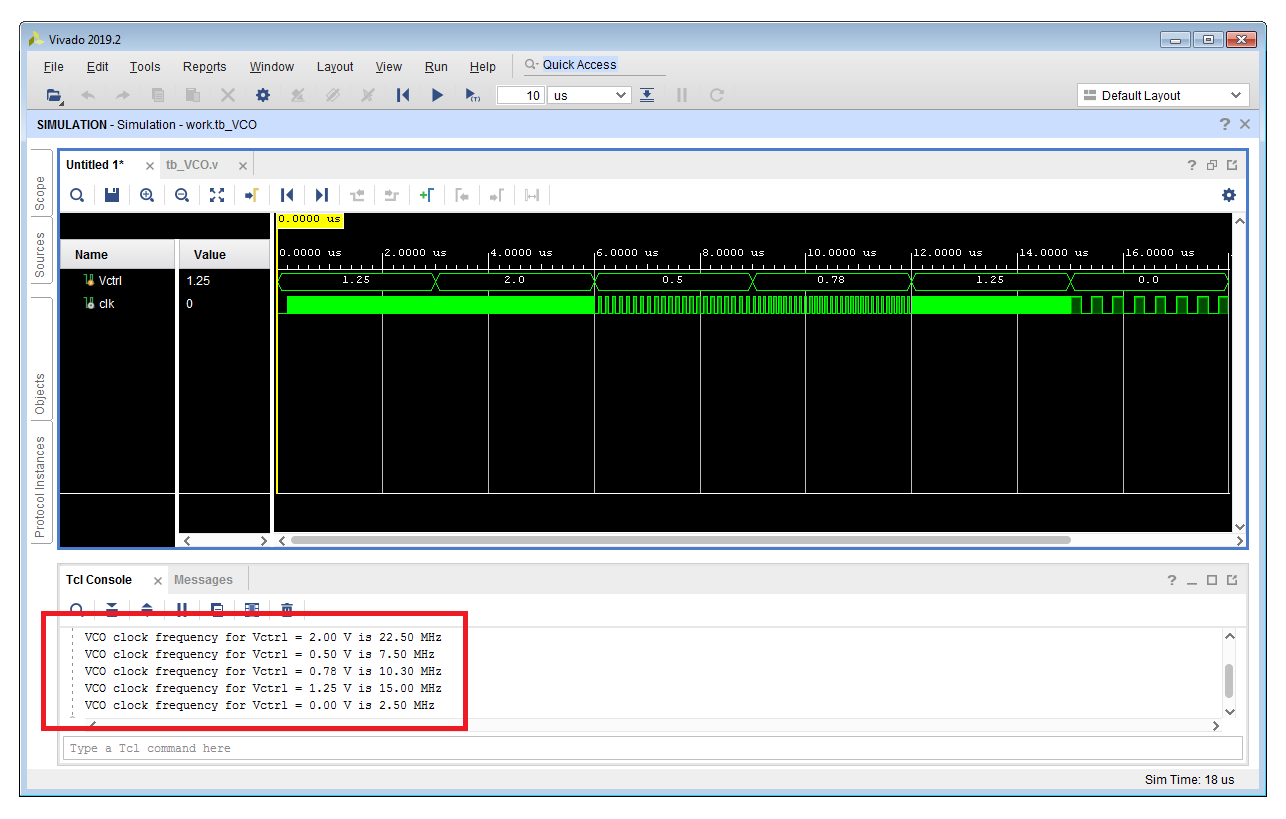 Vivado 2019.2
File Edit Tools Reports Window Layout View Run Help Quick Access
(T) 10 us Default Layout
SIMULATION - Simulation - work.tb_VCO
Scope
Sources
Objects
Protocol Instances
Untitled 1* tb_VCO.v
0.0000 us
Name Value
0.0000 us 2.0000 us 4.0000 us 6.0000 us 8.0000 us 10.0000 us 12.0000 us 14.0000 us 16.0000 us
Vctrl 1.25 1.25 2.0 0.5 0.78 1.25 0.0
clk 0
Tcl Console Messages
VCO clock frequency for Vctrl = 2.00 V is 22.50 MHz
VCO clock frequency for Vctrl = 0.50 V is 7.50 MHz
VCO clock frequency for Vctrl = 0.78 V is 10.30 MHz
VCO clock frequency for Vctrl = 1.25 V is 15.00 MHz
VCO clock frequency for Vctrl = 0.00 V is 2.50 MHz
Type a Tcl command here
Sim Time: 18 us